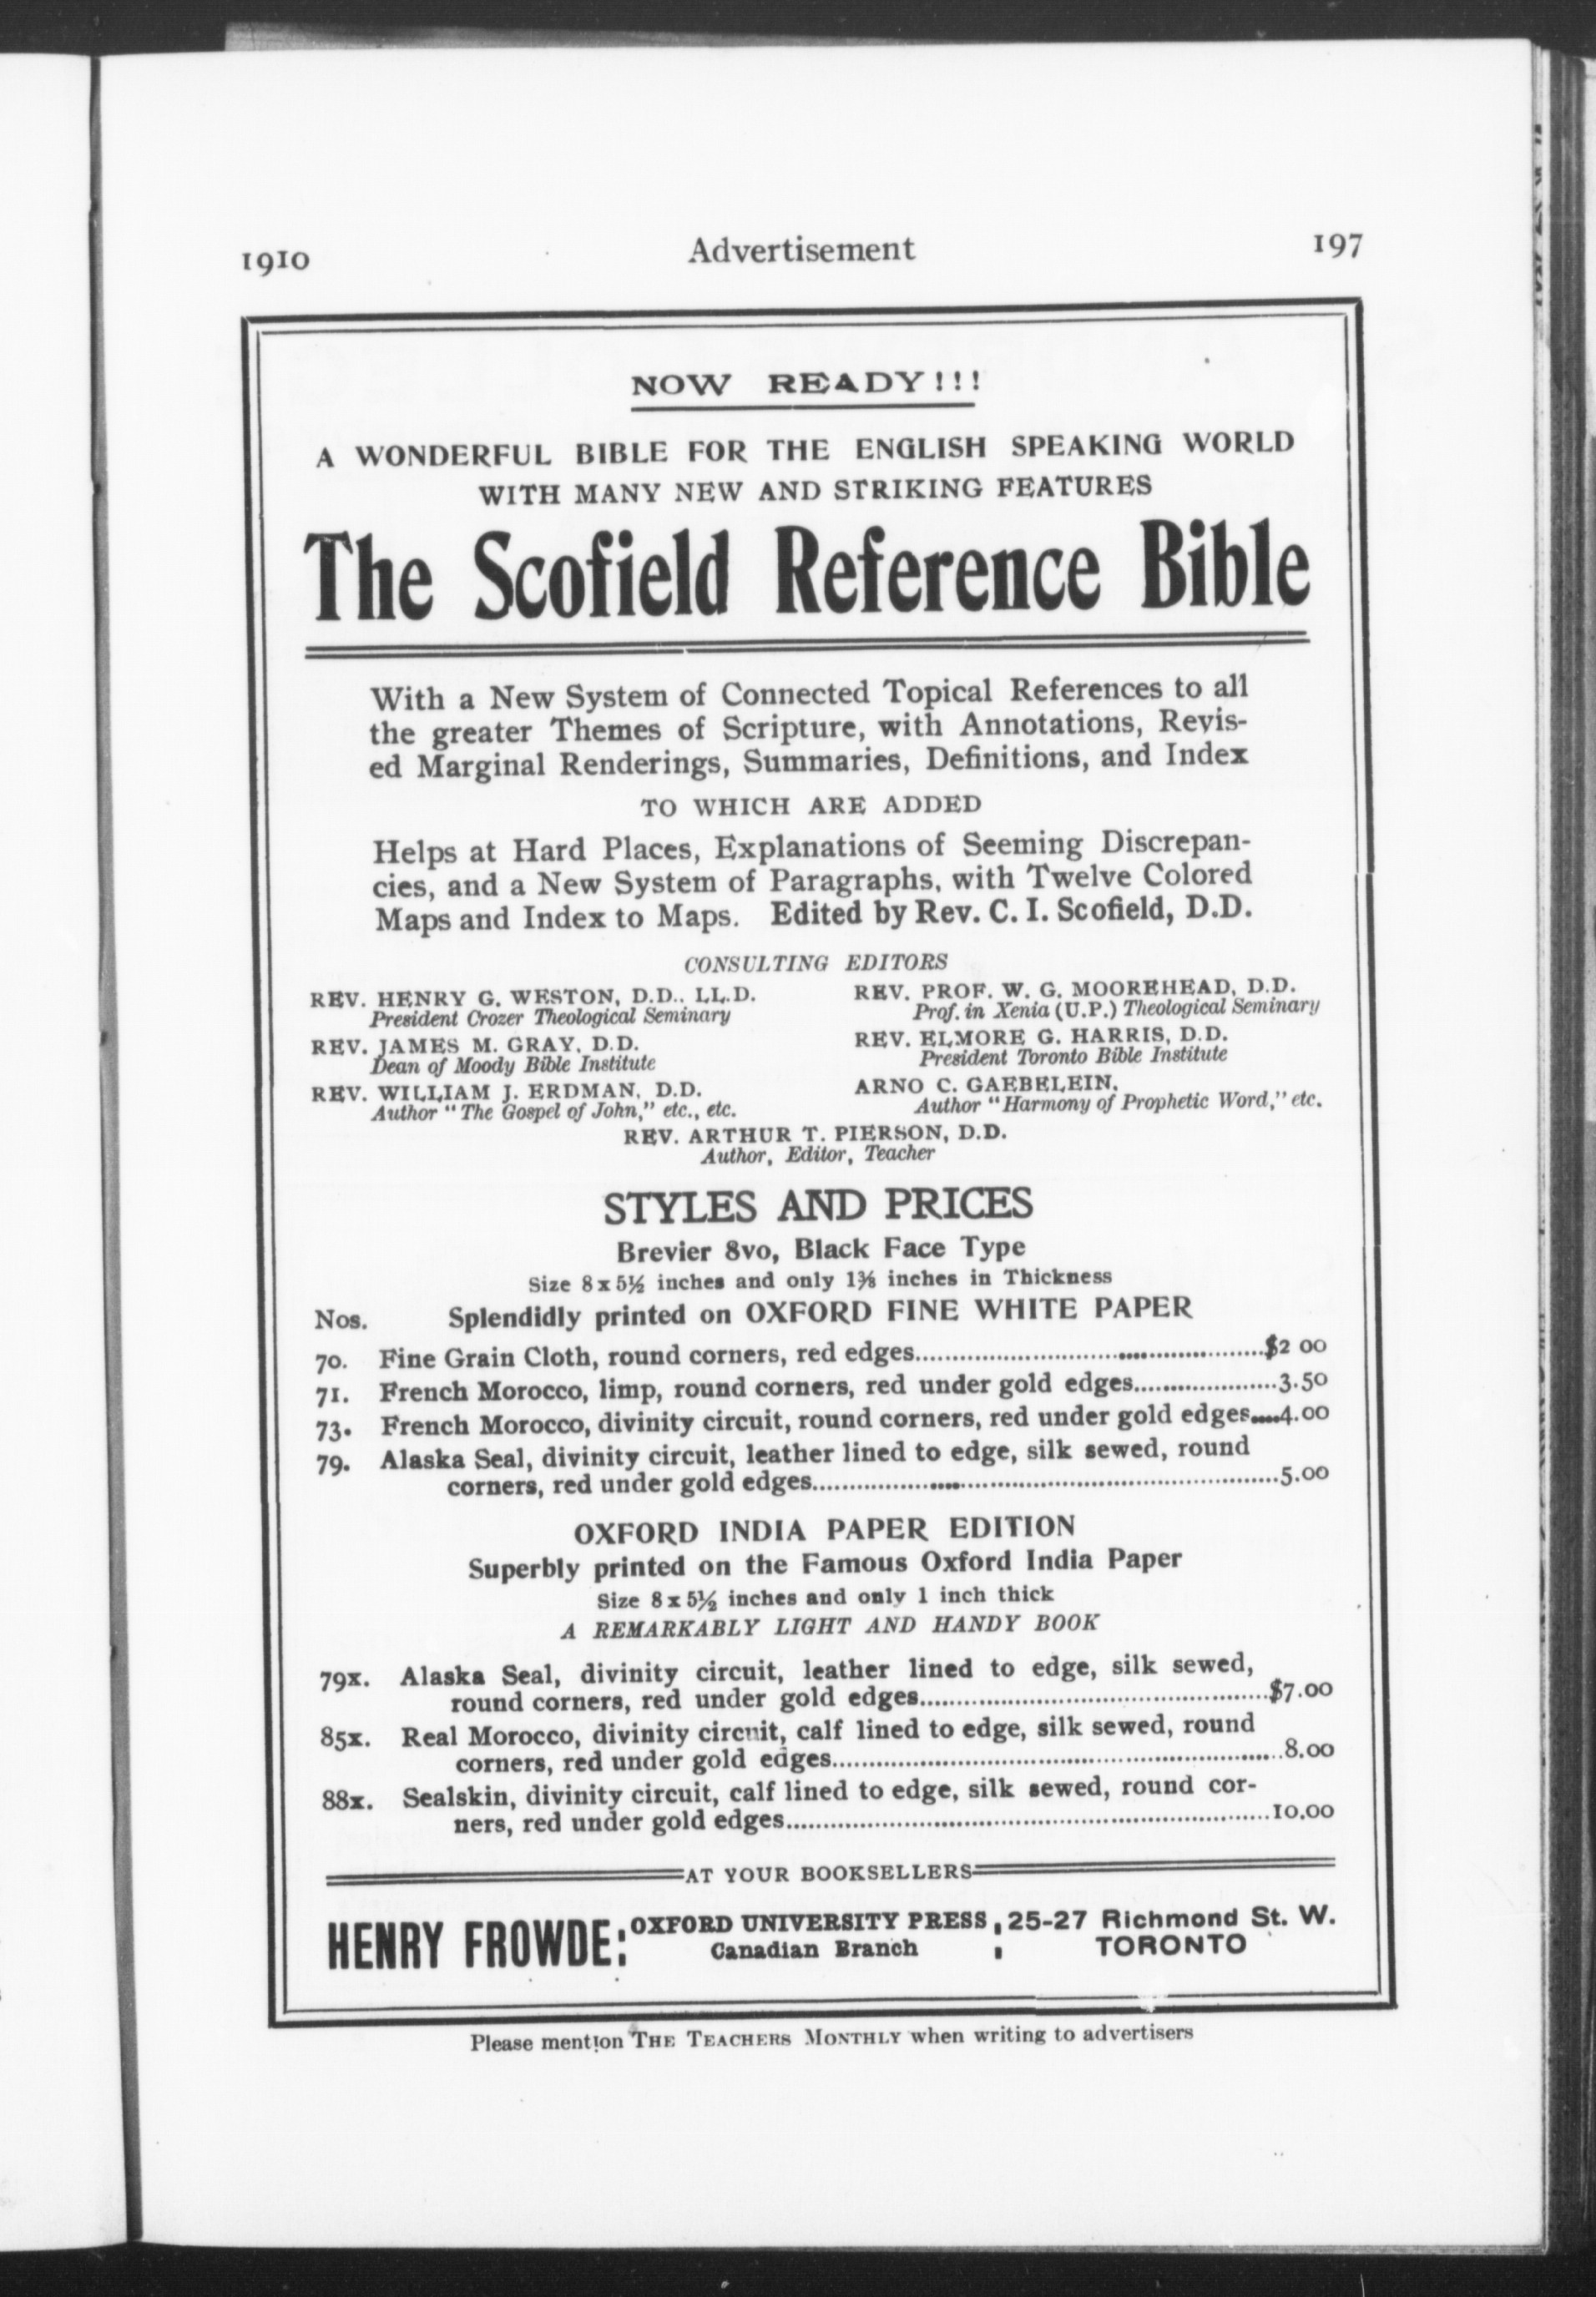 1910 Advertisement 197
NOW READY!!!
A WONDERFUL BIBLE FOR THE ENGLISH SPEAKING WORLD
WITH MANY NEW AND STRIKING FEATURES
The Scofield Reference Bible
With a New System of Connected Topical References to all
the greater Themes of Scripture, with Annotations, Revis-
ed Marginal Renderings, Summaries, Definitions, and Index
TO WHICH ARE ADDED
Helps at Hard Places, Explanations of Seeming Discrepan-
cies, and a New System of Paragraphs, with Twelve Colored
Maps and Index to Maps. Edited by Rev. C. I. Scofield, D.D.
CONSULTING EDITORS
REV. HENRY G. WESTON, D.D., LL.D.
President Crozer Theological Seminary
REV. JAMES M. GRAY, D.D.
Dean of Moody Bible Institute
REV. WILLIAM J. ERDMAN, D.D.
Author "The Gospel of John," etc., etc.
REV. PROF. W. G. MOOREHEAD, D.D.
Prof. in Xenia (U.P.) Theological Seminary
REV. ELMORE G. HARRIS, D.D.
President Toronto Bible Institute
ARNO C. GAEBELEIN,
Author "Harmony of Prophetic Word," etc.
REV. ARTHUR T. PIERSON, D.D.
Author, Editor, Teacher
STYLES AND PRICES
Brevier 8vo, Black Face Type
Size 8 x 5½ inches and only 1⅜ inches in Thickness
Nos. Splendidly printed on OXFORD FINE WHITE PAPER
70. Fine Grain Cloth, round corners, red edges..........$2 00
71. French Morocco, limp, round corners, red under gold edges..........3.50
73. French Morocco, divinity circuit, round corners, red under gold edges....4.00
79. Alaska Seal, divinity circuit, leather lined to edge, silk sewed, round
corners, red under gold edges..........5.00
OXFORD INDIA PAPER EDITION
Superbly printed on the Famous Oxford India Paper
Size 8 x 5½ inches and only 1 inch thick
A REMARKABLY LIGHT AND HANDY BOOK
79x. Alaska Seal, divinity circuit, leather lined to edge, silk sewed,
round corners, red under gold edges..........$7.00
85x. Real Morocco, divinity circuit, calf lined to edge, silk sewed, round
corners, red under gold edges..........8.00
88x. Sealskin, divinity circuit, calf lined to edge, silk sewed, round cor-
ners, red under gold edges..........10.00
AT YOUR BOOKSELLERS
HENRY FROWDE: OXFORD UNIVERSITY PRESS, 25-27 Richmond St. W.
Canadian Branch TORONTO
Please mention THE TEACHERS MONTHLY when writing to advertisers